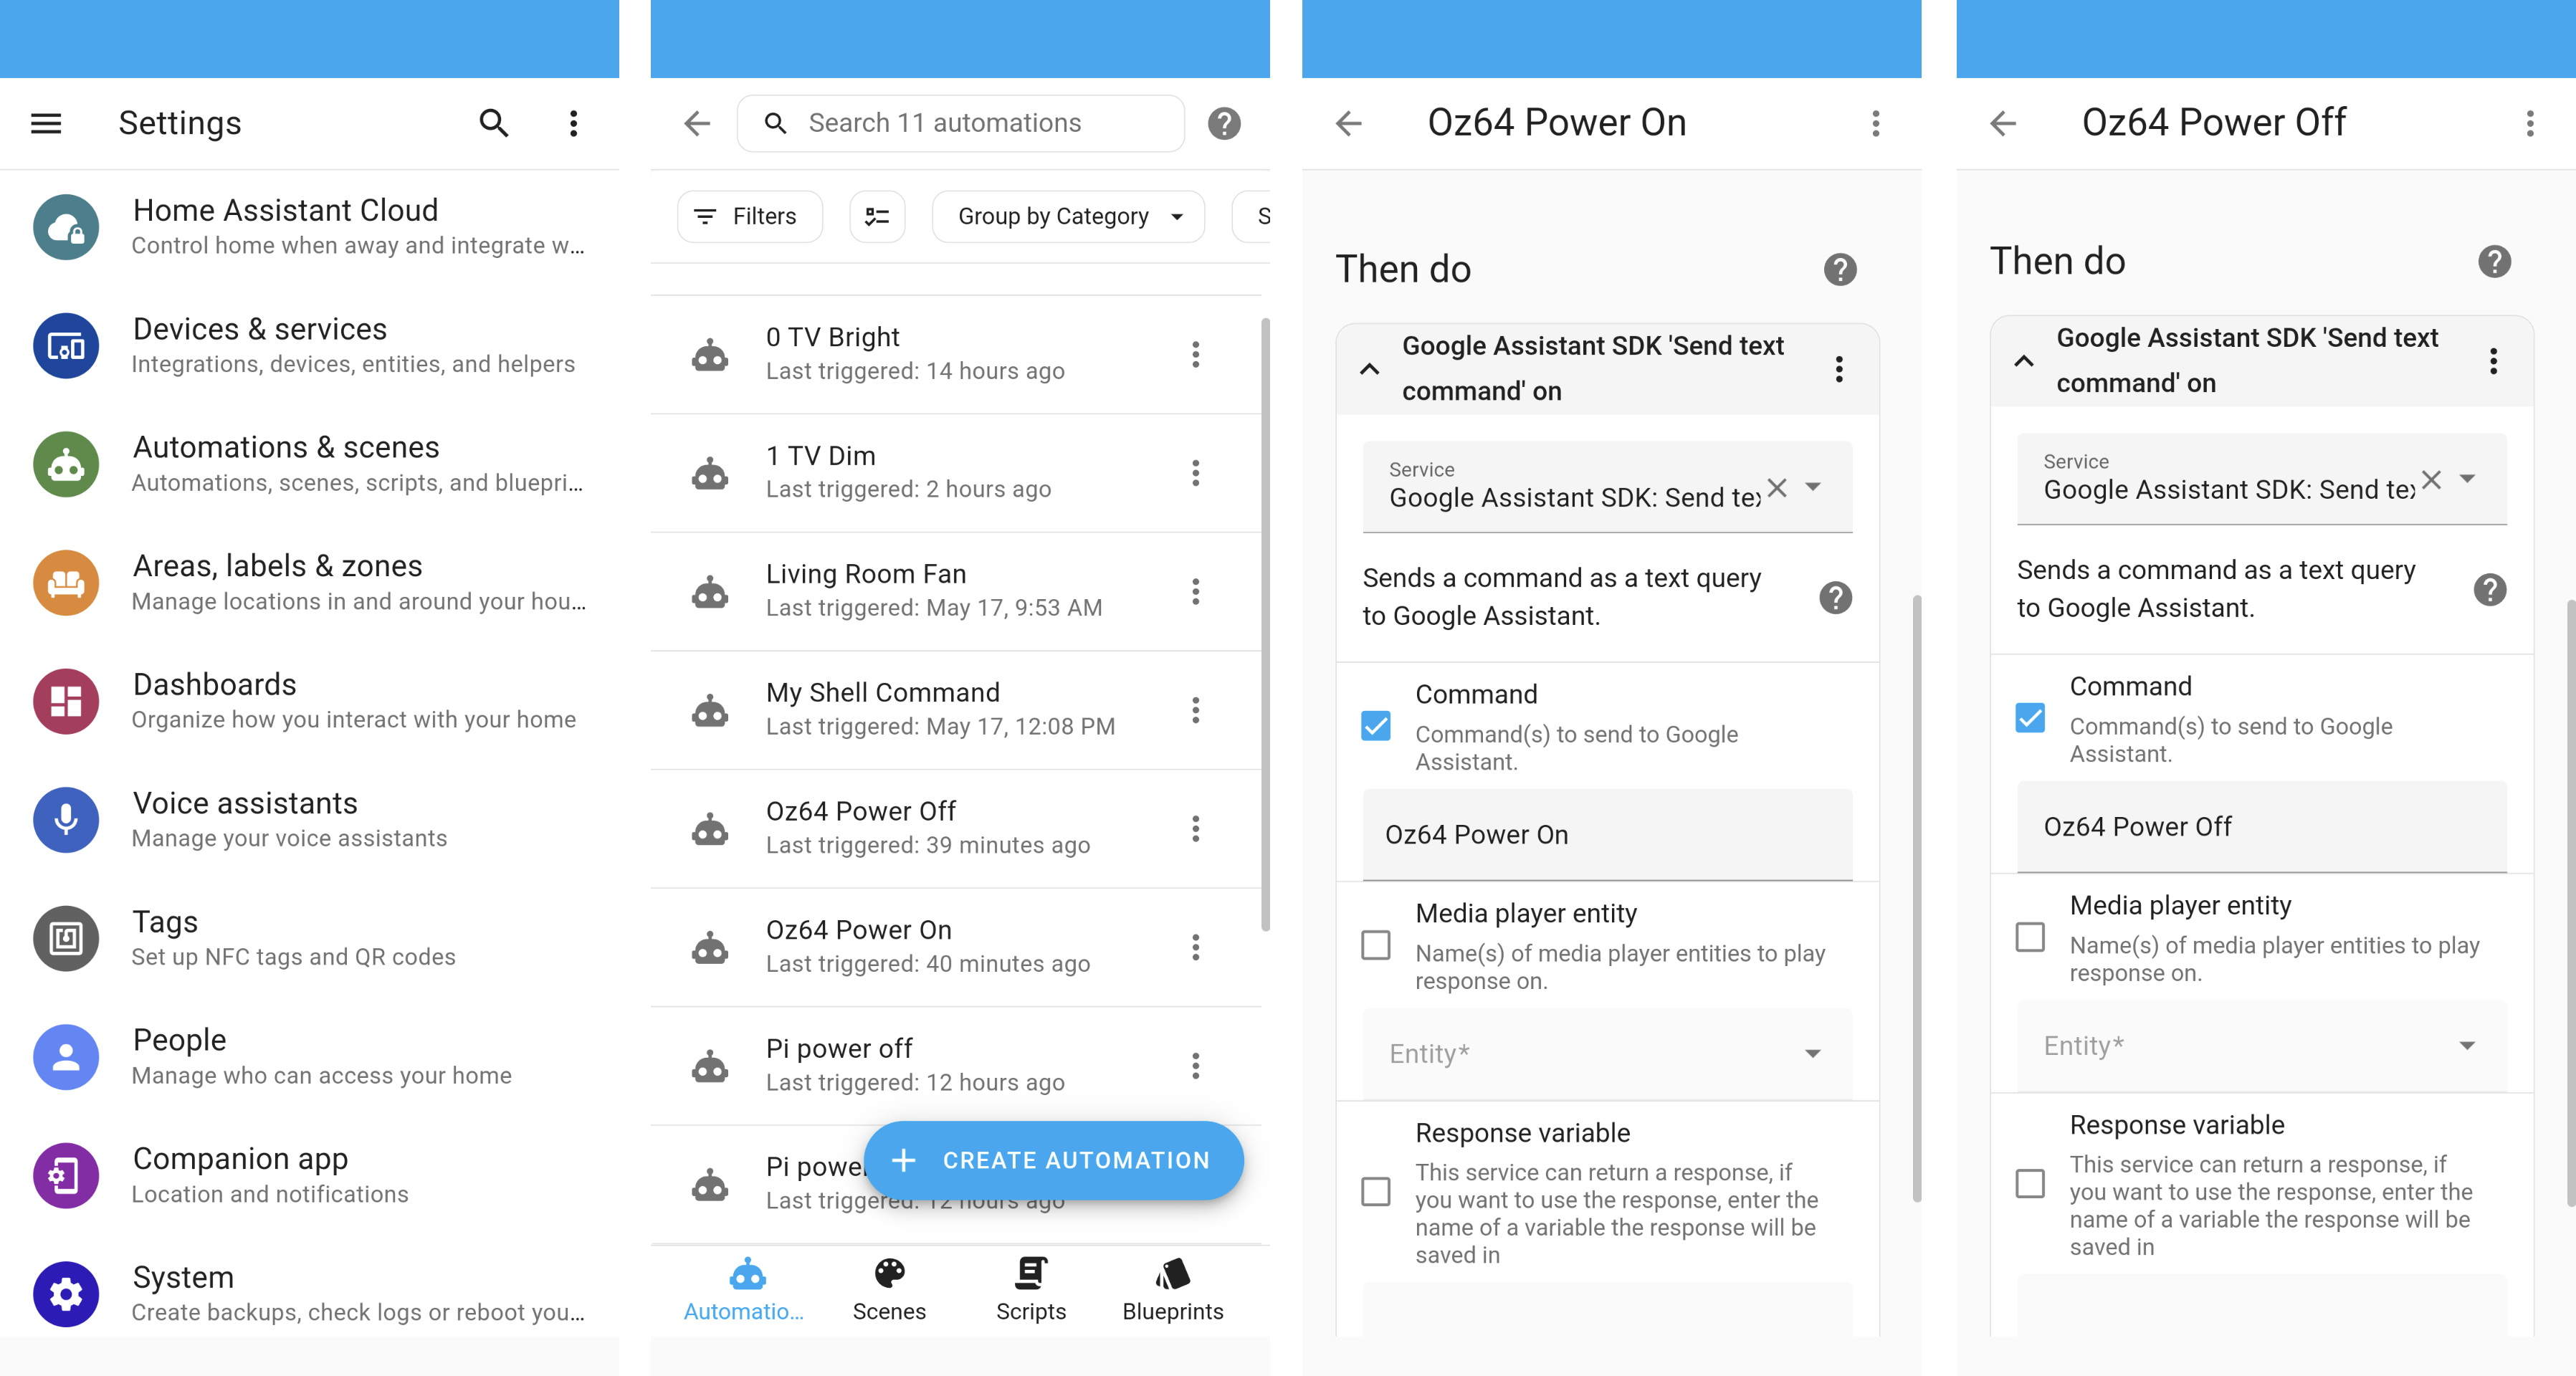 Settings
Home Assistant Cloud
Control home when away and integrate w...
Devices & services
Integrations, devices, entities, and helpers
Automations & scenes
Automations, scenes, scripts, and bluepri...
Areas, labels & zones
Manage locations in and around your hou...
Dashboards
Organize how you interact with your home
Voice assistants
Manage your voice assistants
Tags
Set up NFC tags and QR codes
People
Manage who can access your home
Companion app
Location and notifications
System
Create backups, check logs or reboot you...
Search 11 automations
Filters
Group by Category
S
0 TV Bright
Last triggered: 14 hours ago
1 TV Dim
Last triggered: 2 hours ago
Living Room Fan
Last triggered: May 17, 9:53 AM
My Shell Command
Last triggered: May 17, 12:08 PM
Oz64 Power Off
Last triggered: 39 minutes ago
Oz64 Power On
Last triggered: 40 minutes ago
Pi power off
Last triggered: 12 hours ago
Pi power
Last triggered: 12 hours ago
CREATE AUTOMATION
Automatio...
Scenes
Scripts
Blueprints
Oz64 Power On
Then do
Google Assistant SDK 'Send text
command' on
Service
Google Assistant SDK: Send tex
Sends a command as a text query
to Google Assistant.
Command
Command(s) to send to Google
Assistant.
Oz64 Power On
Media player entity
Name(s) of media player entities to play
response on.
Entity*
Response variable
This service can return a response, if
you want to use the response, enter the
name of a variable the response will be
saved in
Oz64 Power Off
Then do
Google Assistant SDK 'Send text
command' on
Service
Google Assistant SDK: Send tex
Sends a command as a text query
to Google Assistant.
Command
Command(s) to send to Google
Assistant.
Oz64 Power Off
Media player entity
Name(s) of media player entities to play
response on.
Entity*
Response variable
This service can return a response, if
you want to use the response, enter the
name of a variable the response will be
saved in